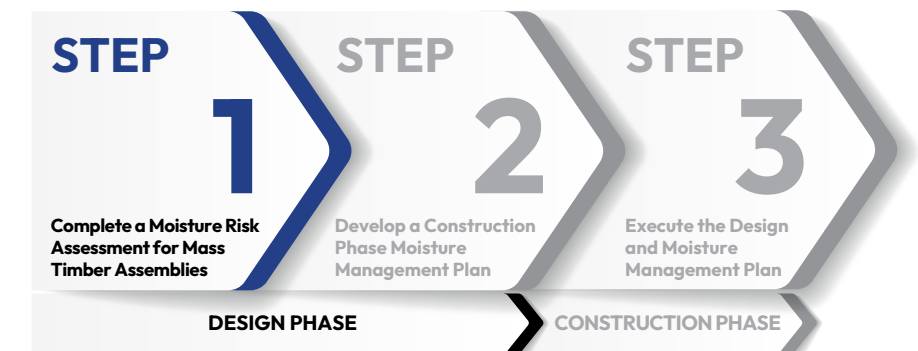 STEP
1
Complete a Moisture Risk
Assessment for Mass
Timber Assemblies
STEP
2
Develop a Construction
Phase Moisture
Management Plan
STEP
3
Execute the Design
and Moisture
Management Plan
DESIGN PHASE
CONSTRUCTION PHASE